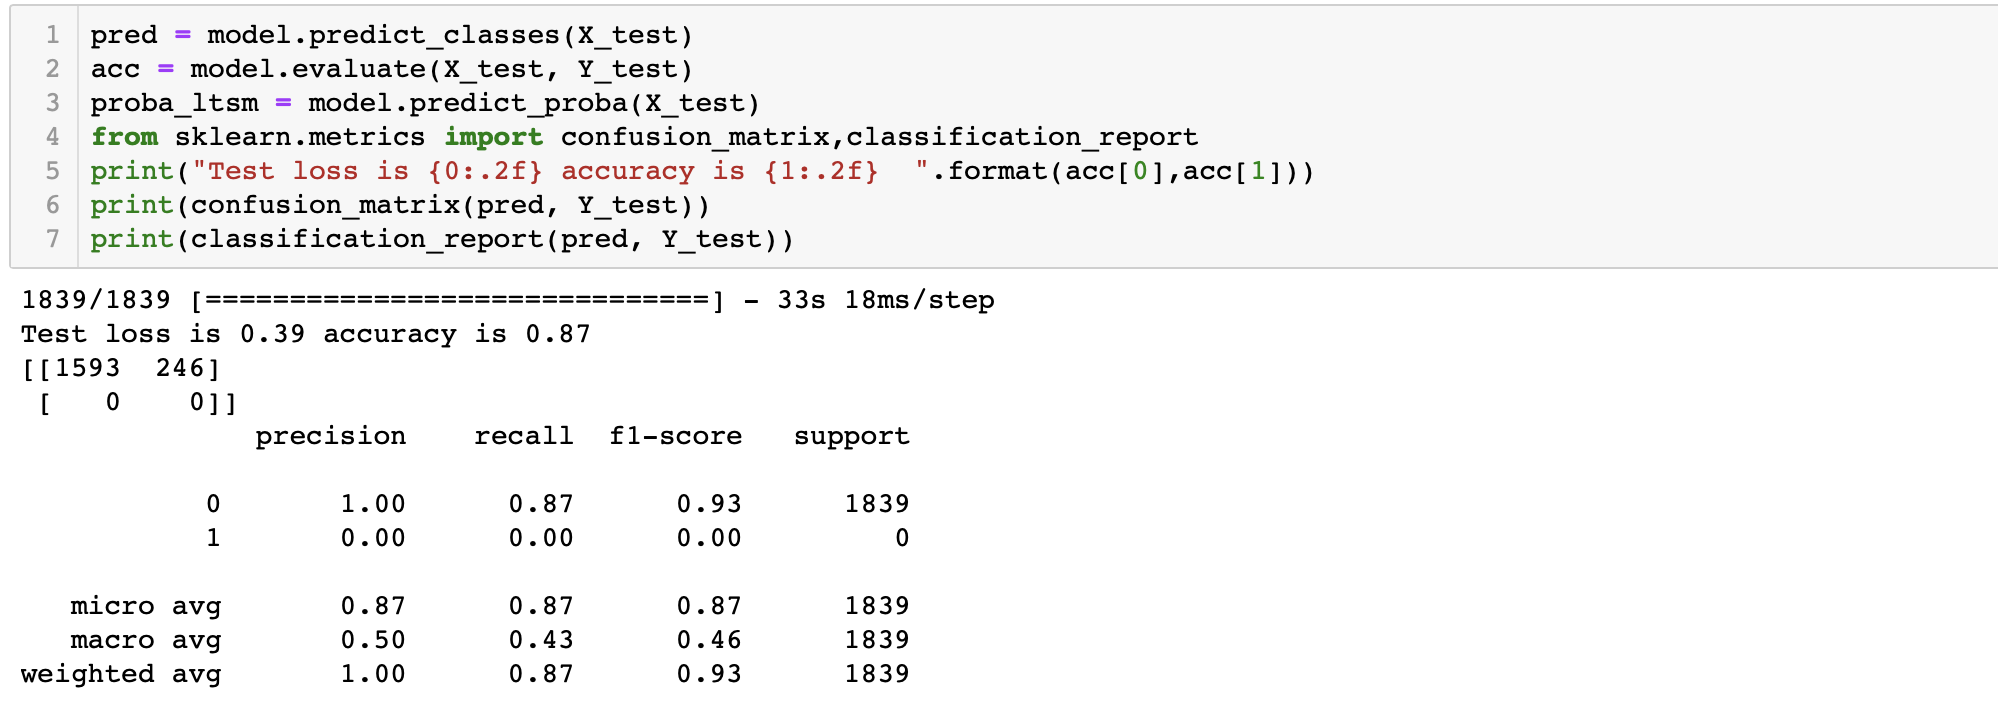 1 pred = model.predict_classes(X_test)
2 acc = model.evaluate(X_test, Y_test)
3 proba_ltsm = model.predict_proba(X_test)
4 from sklearn.metrics import confusion_matrix,classification_report
5 print("Test loss is {0:.2f} accuracy is {1:.2f}  ".format(acc[0],acc[1]))
6 print(confusion_matrix(pred, Y_test))
7 print(classification_report(pred, Y_test))
1839/1839 [==============================] - 33s 18ms/step
Test loss is 0.39 accuracy is 0.87
[[1593  246]
 [   0    0]]
              precision    recall  f1-score   support
           0       1.00      0.87      0.93      1839
           1       0.00      0.00      0.00         0
   micro avg       0.87      0.87      0.87      1839
   macro avg       0.50      0.43      0.46      1839
weighted avg       1.00      0.87      0.93      1839